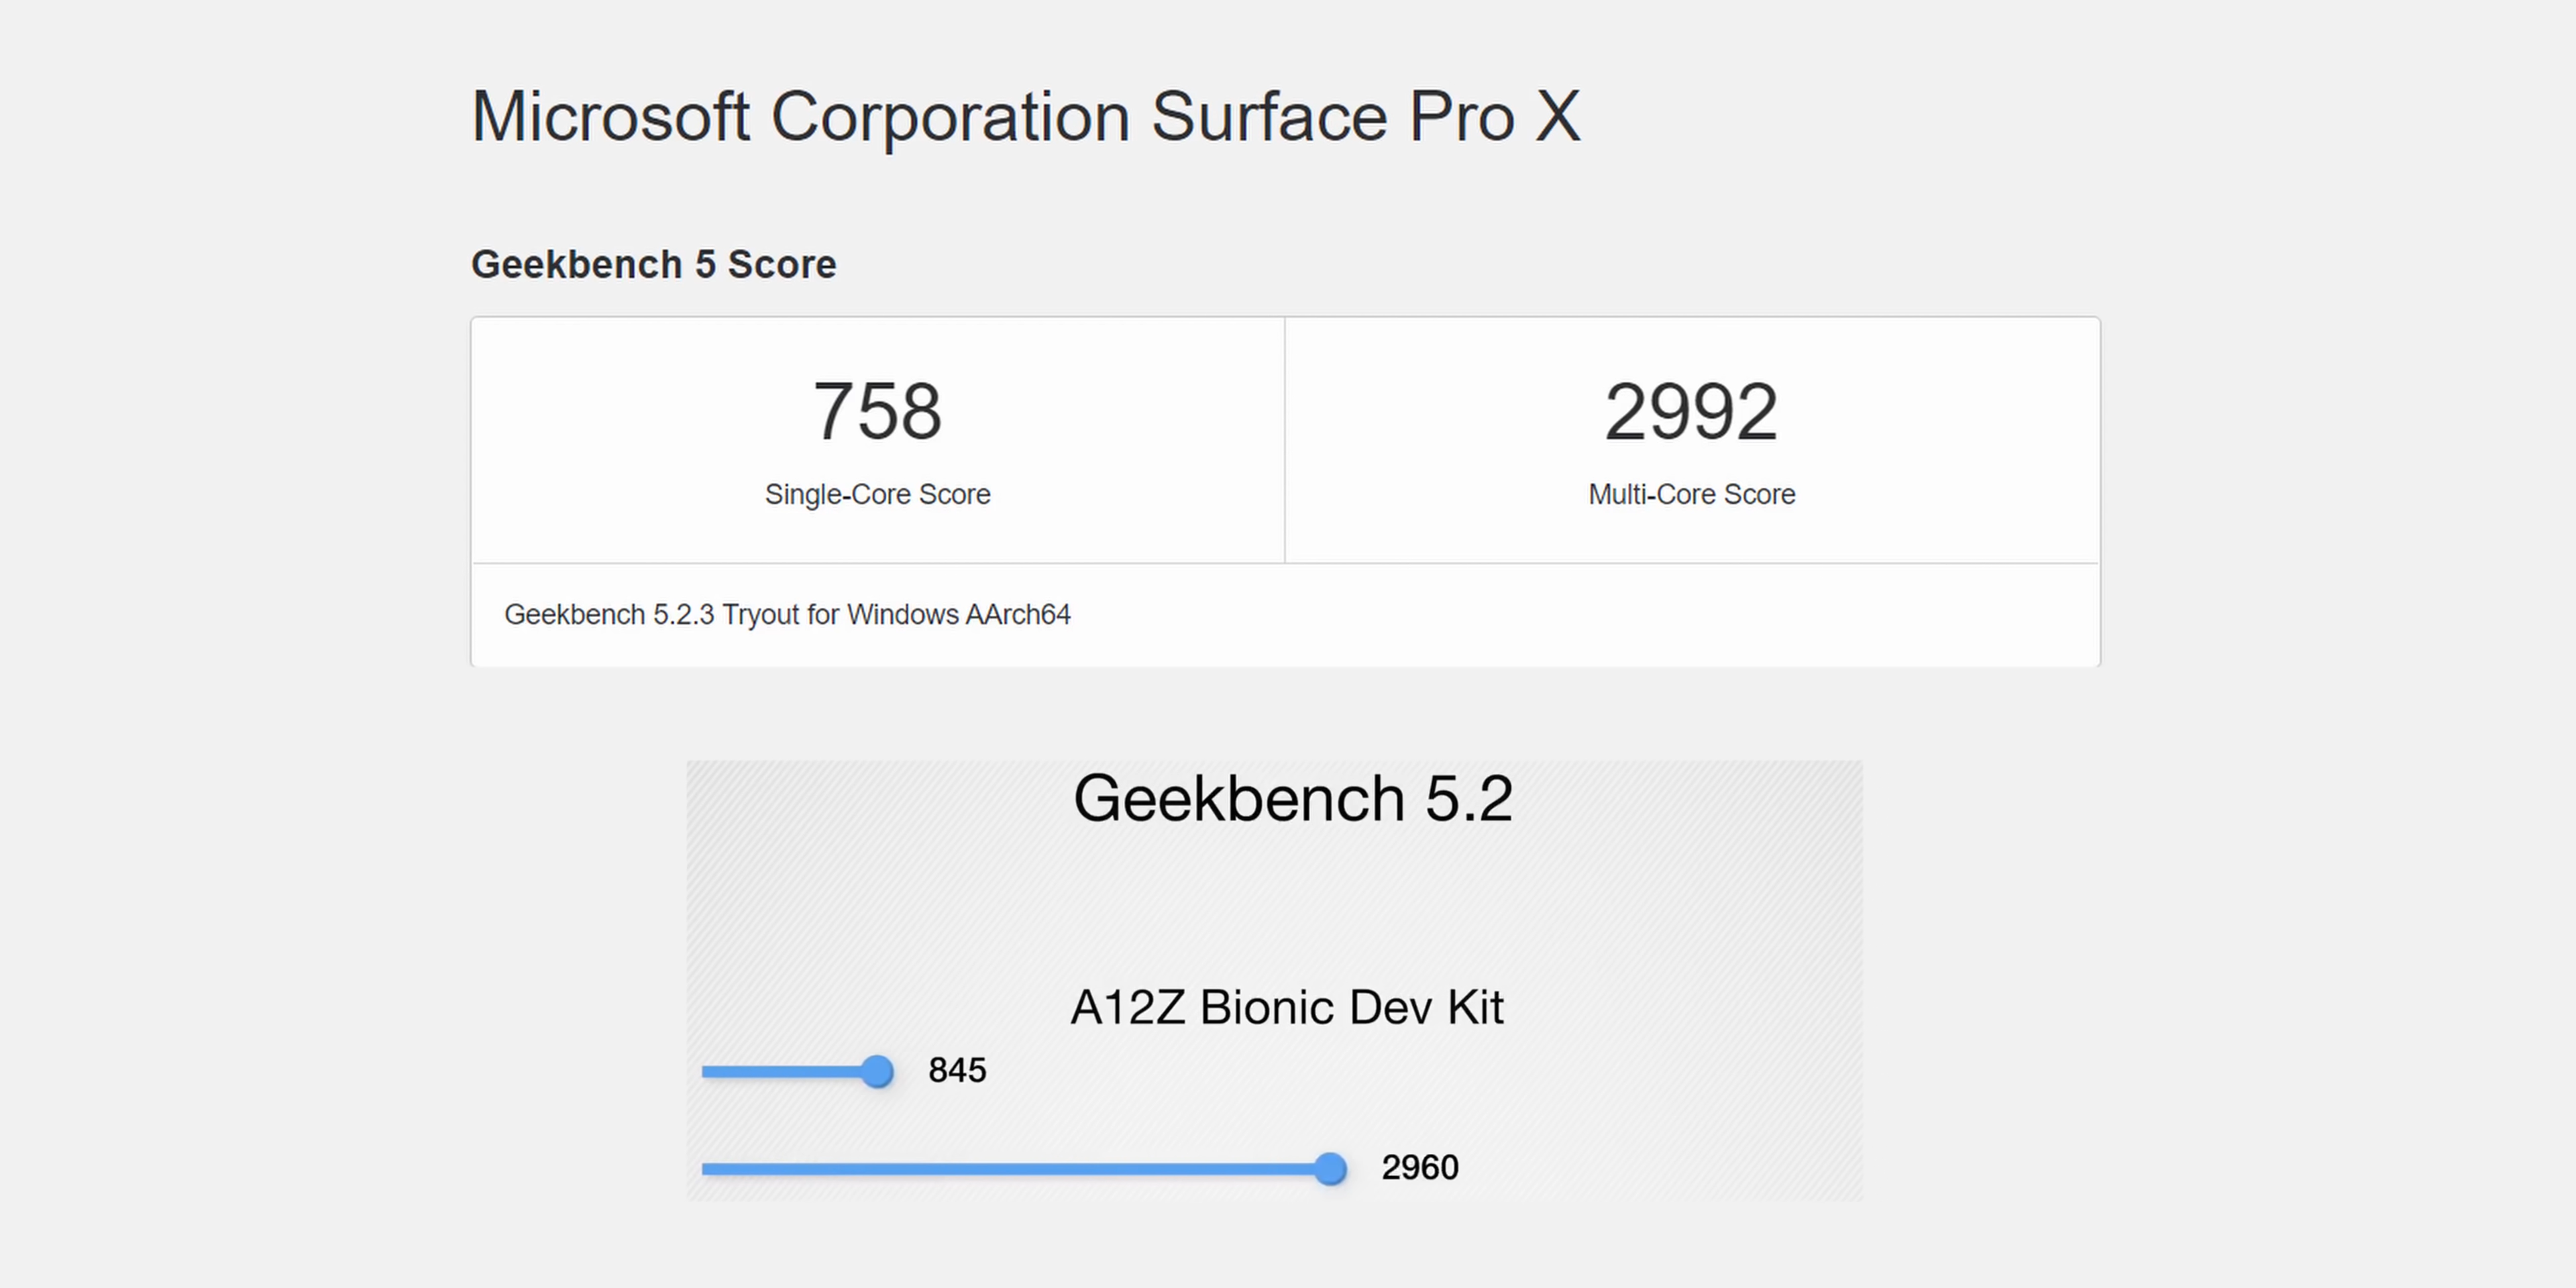 Microsoft Corporation Surface Pro X
Geekbench 5 Score
758
Single-Core Score
2992
Multi-Core Score
Geekbench 5.2.3 Tryout for Windows AArch64
Geekbench 5.2
A12Z Bionic Dev Kit
845
2960